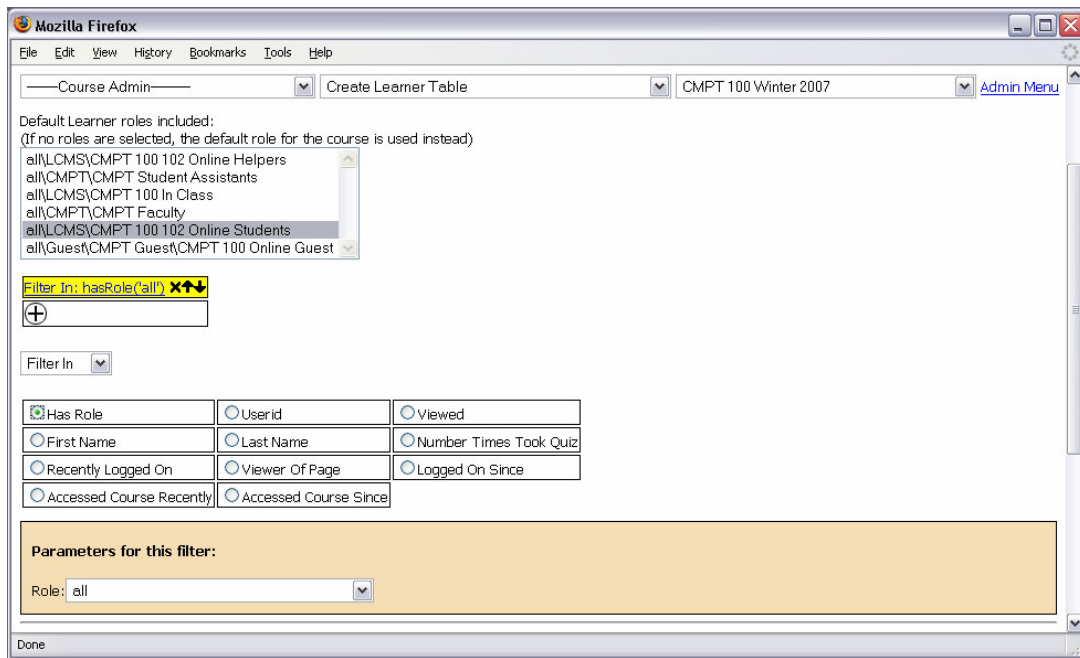 Mozilla Firefox
File Edit View History Bookmarks Tools Help
——Course Admin—— Create Learner Table CMPT 100 Winter 2007 Admin Menu
Default Learner roles included:
(If no roles are selected, the default role for the course is used instead)
all\LCMS\CMPT 100 102 Online Helpers
all\CMPT\CMPT Student Assistants
all\LCMS\CMPT 100 In Class
all\CMPT\CMPT Faculty
all\LCMS\CMPT 100 102 Online Students
all\Guest\CMPT Guest\CMPT 100 Online Guest
Filter In: hasRole('all')
Filter In
Has Role Userid Viewed
First Name Last Name Number Times Took Quiz
Recently Logged On Viewer Of Page Logged On Since
Accessed Course Recently Accessed Course Since
Parameters for this filter:
Role: all
Done